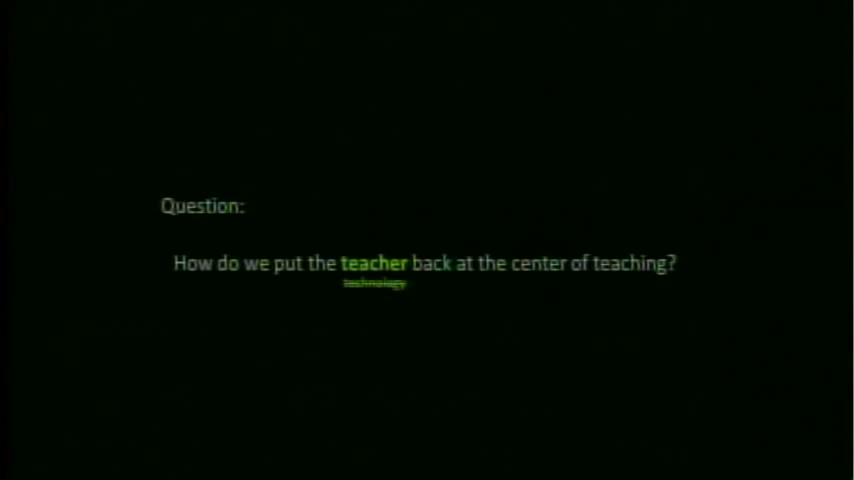 Question:
How do we put the teacher back at the center of teaching?
technology